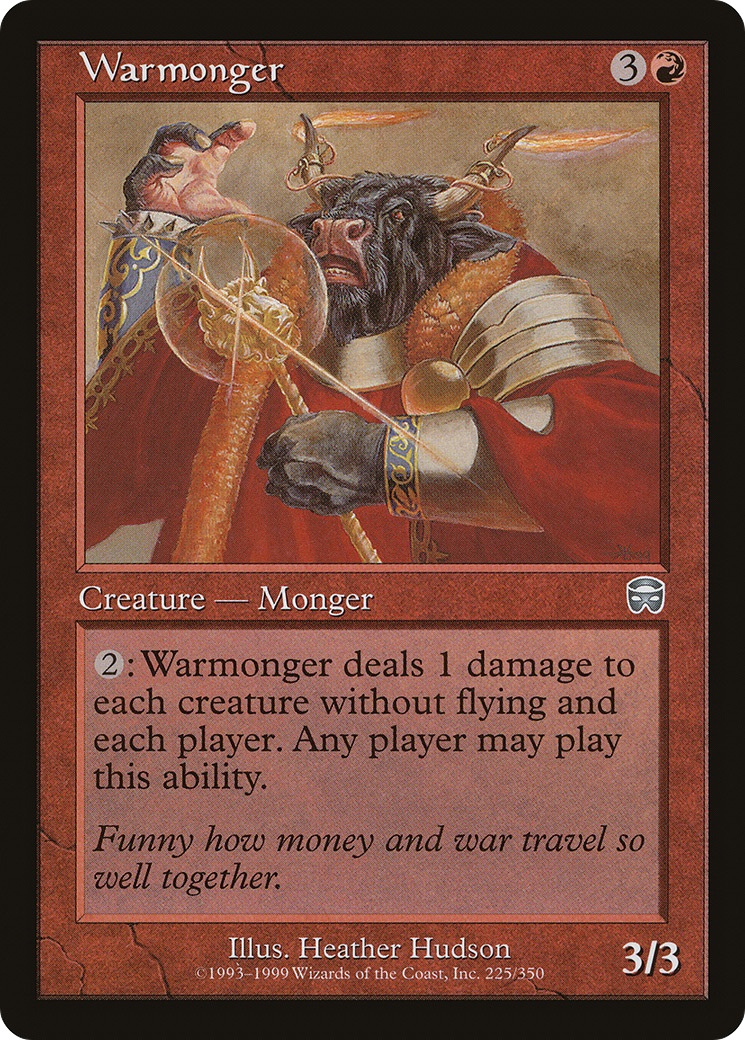 Warmonger 3
Creature — Monger
2: Warmonger deals 1 damage to
each creature without flying and
each player. Any player may play
this ability.
Funny how money and war travel so
well together.
Illus. Heather Hudson
©1993–1999 Wizards of the Coast, Inc. 225/350
3/3